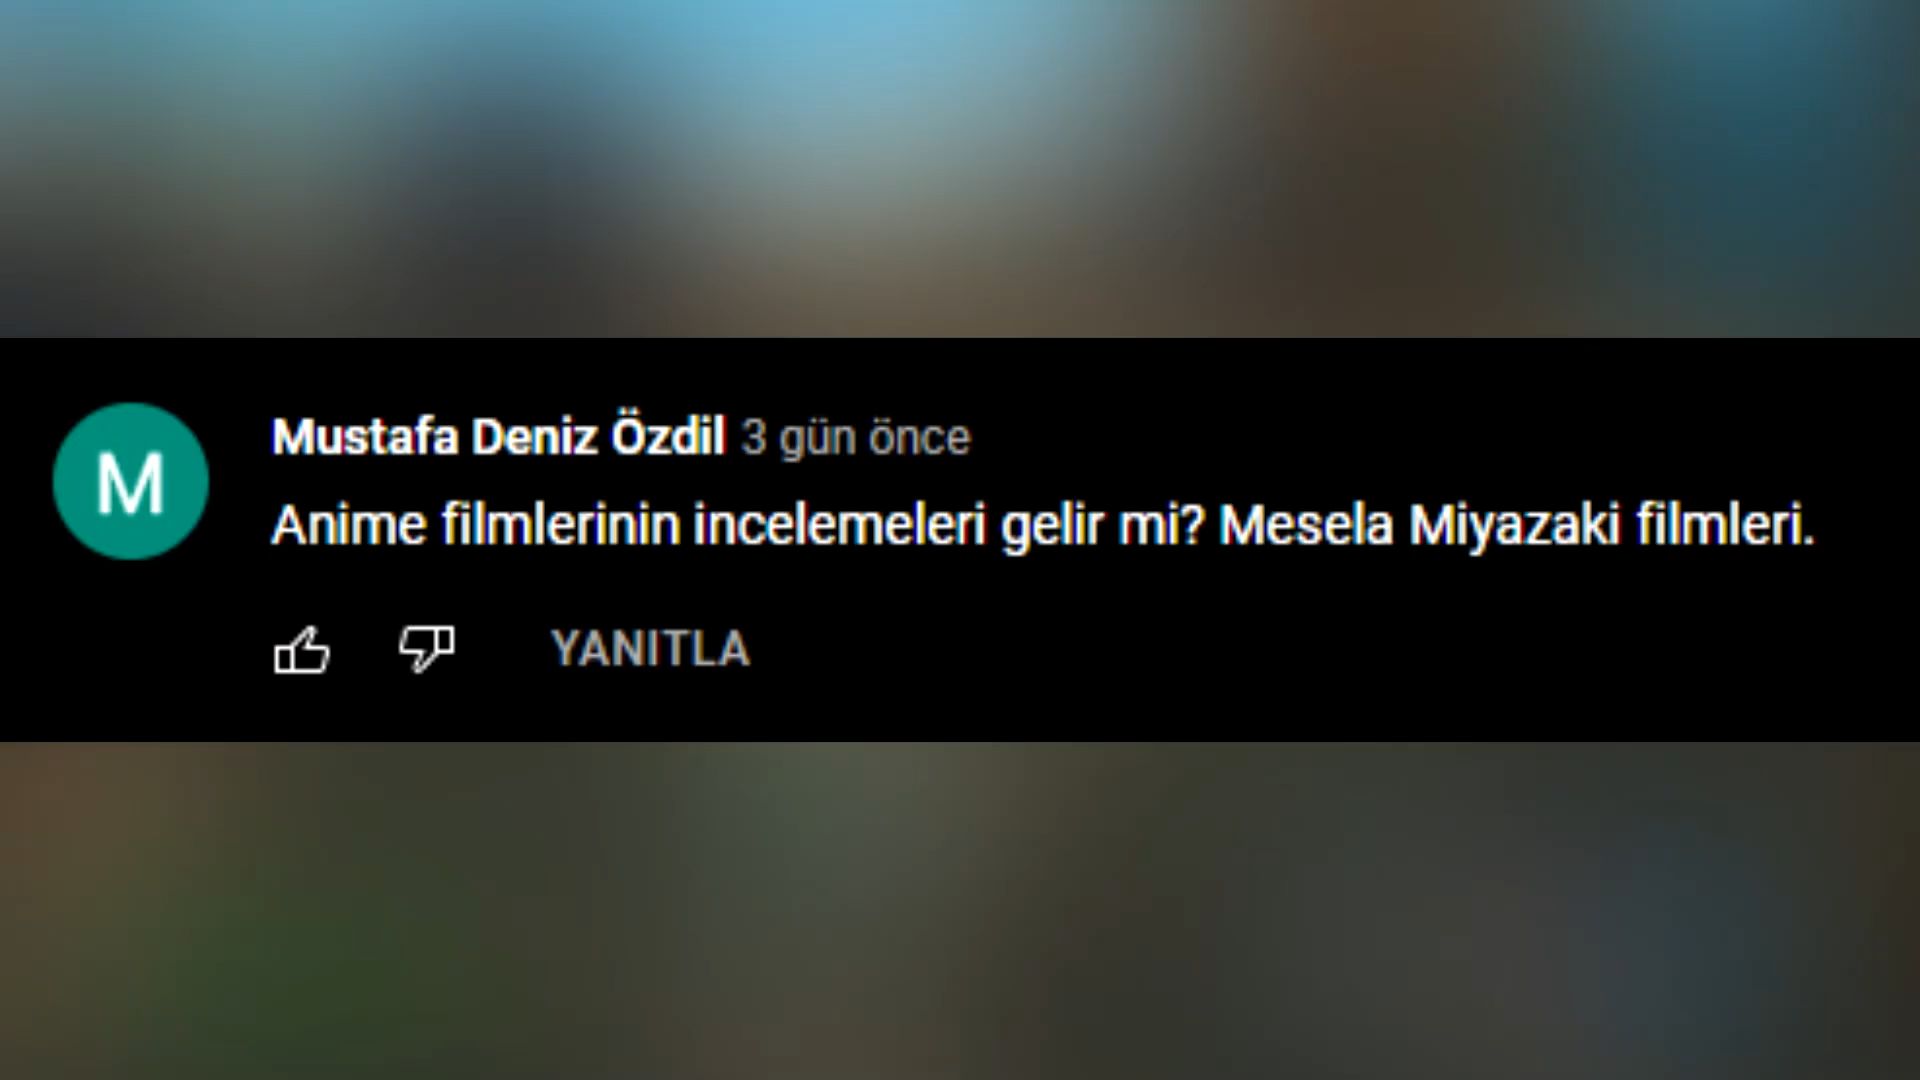 M
Mustafa Deniz Özdil 3 gün önce
Anime filmlerinin incelemeleri gelir mi? Mesela Miyazaki filmleri.
YANITLA